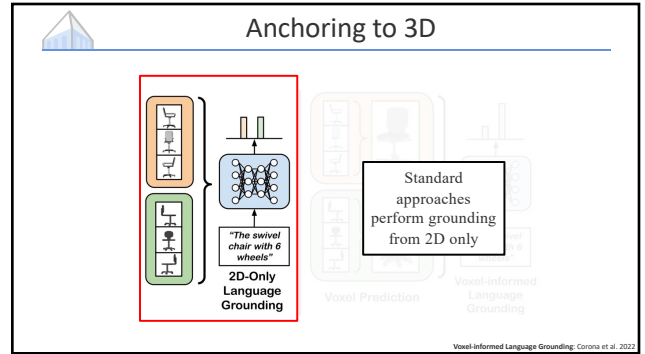 Anchoring to 3D
"The swivel
chair with 6
wheels"
2D-Only
Language
Grounding
Standard
approaches
perform grounding
from 2D only
Voxel Prediction
Voxel-informed
Language
Grounding
Voxel-informed Language Grounding: Corona et al. 2022